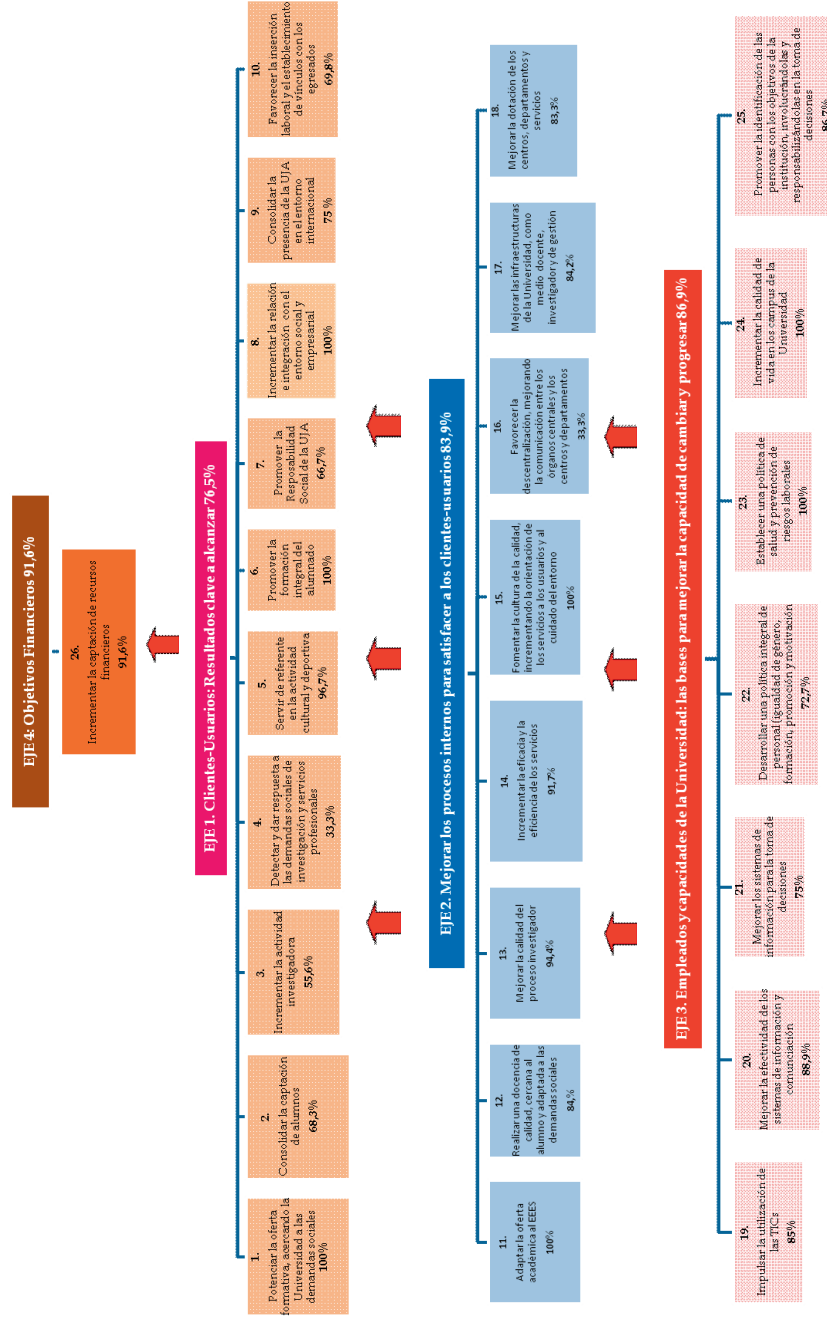 EJE 4: Objetivos Financieros 91,6%
26.
Incrementar la captación de recursos
financieros
91,6%
EJE 1. Clientes-Usuarios: Resultados clave a alcanzar 76,5%
1.
Potenciar la oferta
formativa, acercando la
Universidad a las
demandas sociales
100%
2.
Consolidar la captación
de alumnos
68,3%
3.
Incrementar la actividad
investigadora
55,6%
4.
Detectar y dar respuesta a
las demandas sociales de
investigación y servicios
profesionales
33,3%
5.
Servir de referente
en la actividad
cultural y deportiva
96,7%
6.
Promover la
formación
integral del
alumnado
100%
7.
Promover la
Resposabilidad
Social de la UJA
66,7%
8.
Incrementar la relación
e integración con el
entorno social y
empresarial
100%
9.
Consolidar la
presencia de la UJA
en el entorno
internacional
75 %
10.
Favorecer la inserción
laboral y el establecimiento
de vínculos con los
egresados
69,8%
EJE 2. Mejorar los procesos internos para satisfacer a los clientes-usuarios 83,9%
11.
Adaptar la oferta
académica al EEES
100%
12.
Realizar una docencia de
calidad, cercana al
alumno y adaptada a las
demandas sociales
84,%
13.
Mejorar la calidad del
proceso investigador
94,4%
14.
Incrementar la eficacia y la
eficiencia de los servicios
91,7%
15.
Fomentar la cultura de la calidad,
incrementando la orientación de
los servicios a los usuarios y al
cuidado del entorno
100%
16.
Favorecer la
descentralización, mejorando
la comunicación entre los
órganos centrales y los
centros y departamentos
33,3%
17.
Mejorar las infraestructuras
de la Universidad, como
medio docente,
investigador y de gestión
84,2%
18.
Mejorar la dotación de los
centros, departamentos y
servicios
83,3%
EJE 3. Empleados y capacidades de la Universidad: las bases para mejorar la capacidad de cambiar y progresar 86,9%
19.
Impulsar la utilización de
las TICs
85%
20.
Mejorar la efectividad de los
sistemas de información y
comunciación
88,9%
21.
Mejorar los sistemas de
información para la toma de
decisiones
75%
22.
Desarrollar una política integral de
personal (igualdad de género,
formación, promoción y motivación
72,7%
23.
Establecer una política de
salud y prevención de
riesgos laborales
100%
24.
Incrementar la calidad de
vida en los campus de la
Universidad
100%
25.
Promover la identificación de las
personas con los objetivos de la
institución, involucrándolas y
responsabilizándolas en la toma de
decisiones
86,7%